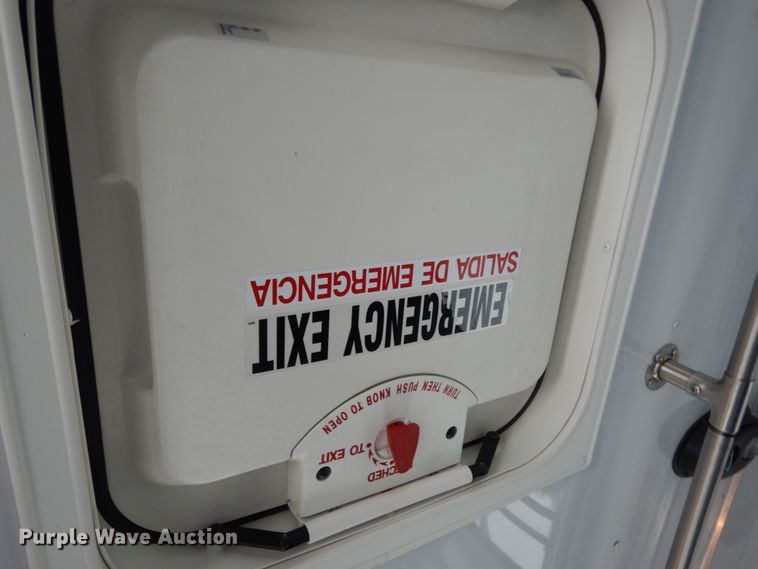 EMERGENCY EXIT
SALIDA DE EMERGENCIA
TURN THEN PUSH KNOB TO OPEN
TO EXIT
Purple Wave Auction